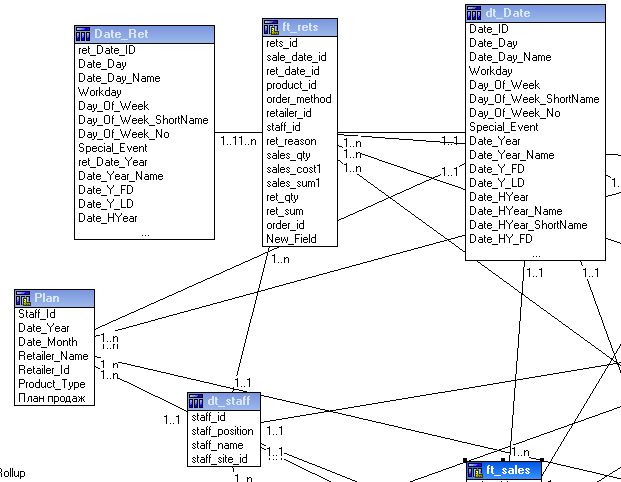 Date_Ret
ret_Date_ID
Date_Day
Date_Day_Name
Workday
Day_Of_Week
Day_Of_Week_ShortName
Day_Of_Week_No
Special_Event
ret_Date_Year
Date_Year_Name
Date_Y_FD
Date_Y_LD
Date_HYear
...
ft_rets
rets_id
sale_date_id
ret_date_id
product_id
order_method
retailer_id
staff_id
ret_reason
sales_qty
sales_cost1
sales_sum1
ret_qty
ret_sum
order_id
New_Field
dt_Date
Date_ID
Date_Day
Date_Day_Name
Workday
Day_Of_Week
Day_Of_Week_ShortName
Day_Of_Week_No
Special_Event
Date_Year
Date_Year_Name
Date_Y_FD
Date_Y_LD
Date_HYear
Date_HYear_Name
Date_HYear_ShortName
Date_HY_FD
...
1..1
1..n
1..n
1..n
1..n
1..1
1..1
1..
1..n
1..1
1..1
Plan
Staff_Id
Date_Year
Date_Month
Retailer_Name
Retailer_Id
Product_Type
План продаж
1..n
1..n
1..n
1..n
1..1
1..1
dt_staff
staff_id
staff_position
staff_name
staff_site_id
1..1
1..1
1..n
1..n
ft_sales
Rollup